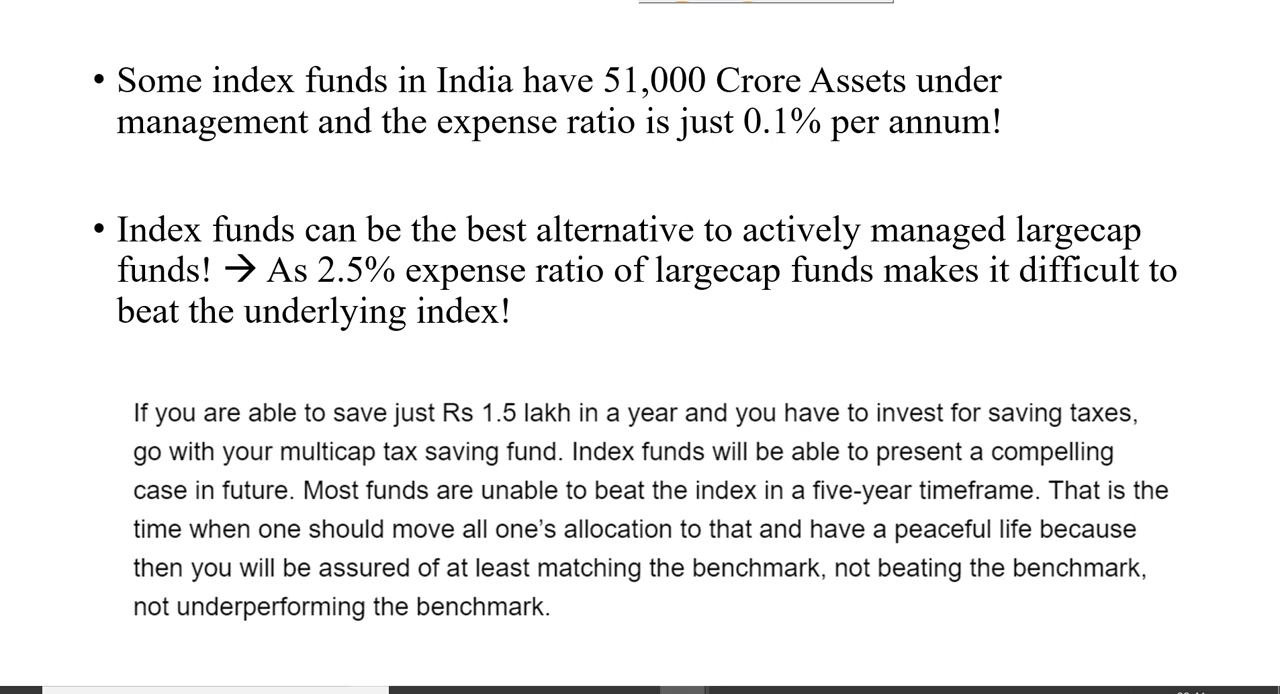 • Some index funds in India have 51,000 Crore Assets under
management and the expense ratio is just 0.1% per annum!
• Index funds can be the best alternative to actively managed largecap
funds! → As 2.5% expense ratio of largecap funds makes it difficult to
beat the underlying index!
If you are able to save just Rs 1.5 lakh in a year and you have to invest for saving taxes,
go with your multicap tax saving fund. Index funds will be able to present a compelling
case in future. Most funds are unable to beat the index in a five-year timeframe. That is the
time when one should move all one’s allocation to that and have a peaceful life because
then you will be assured of at least matching the benchmark, not beating the benchmark,
not underperforming the benchmark.